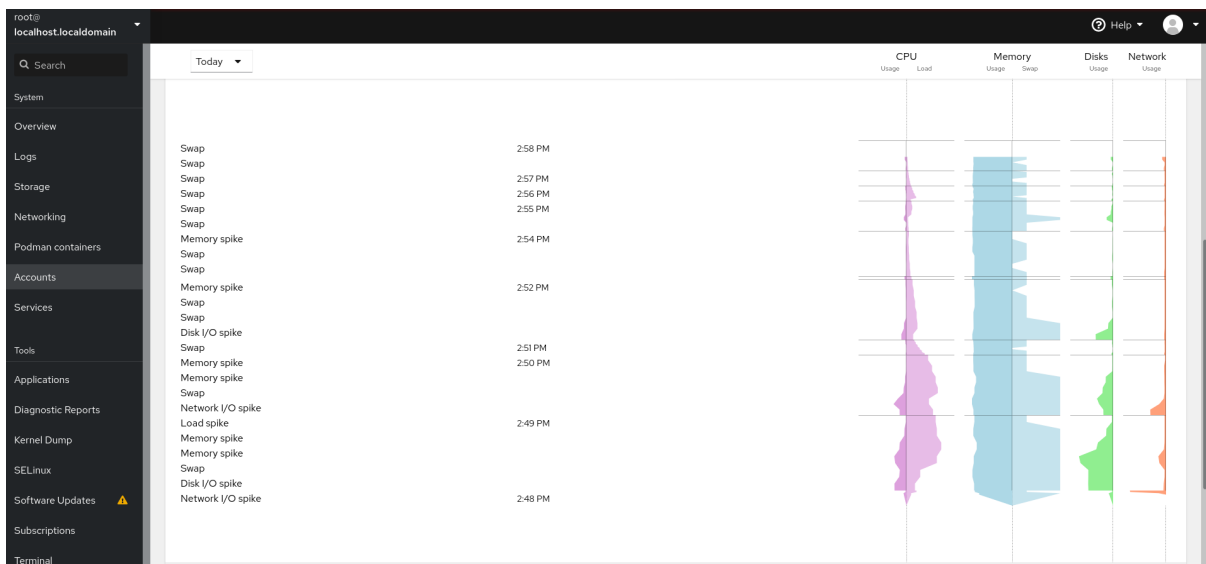 root@
localhost.localdomain
Help
Search
Today
CPU Memory Disks Network
Usage Load Usage Swap Usage Usage
System
Overview
Logs
Storage
Networking
Podman containers
Accounts
Services
Tools
Applications
Diagnostic Reports
Kernel Dump
SELinux
Software Updates
Subscriptions
Terminal
Swap 2:58 PM
Swap
Swap 2:57 PM
Swap 2:56 PM
Swap 2:55 PM
Swap
Memory spike 2:54 PM
Swap
Swap
Memory spike 2:52 PM
Swap
Swap
Disk I/O spike
Swap 2:51 PM
Memory spike 2:50 PM
Memory spike
Swap
Network I/O spike
Load spike 2:49 PM
Memory spike
Memory spike
Swap
Disk I/O spike
Network I/O spike 2:48 PM